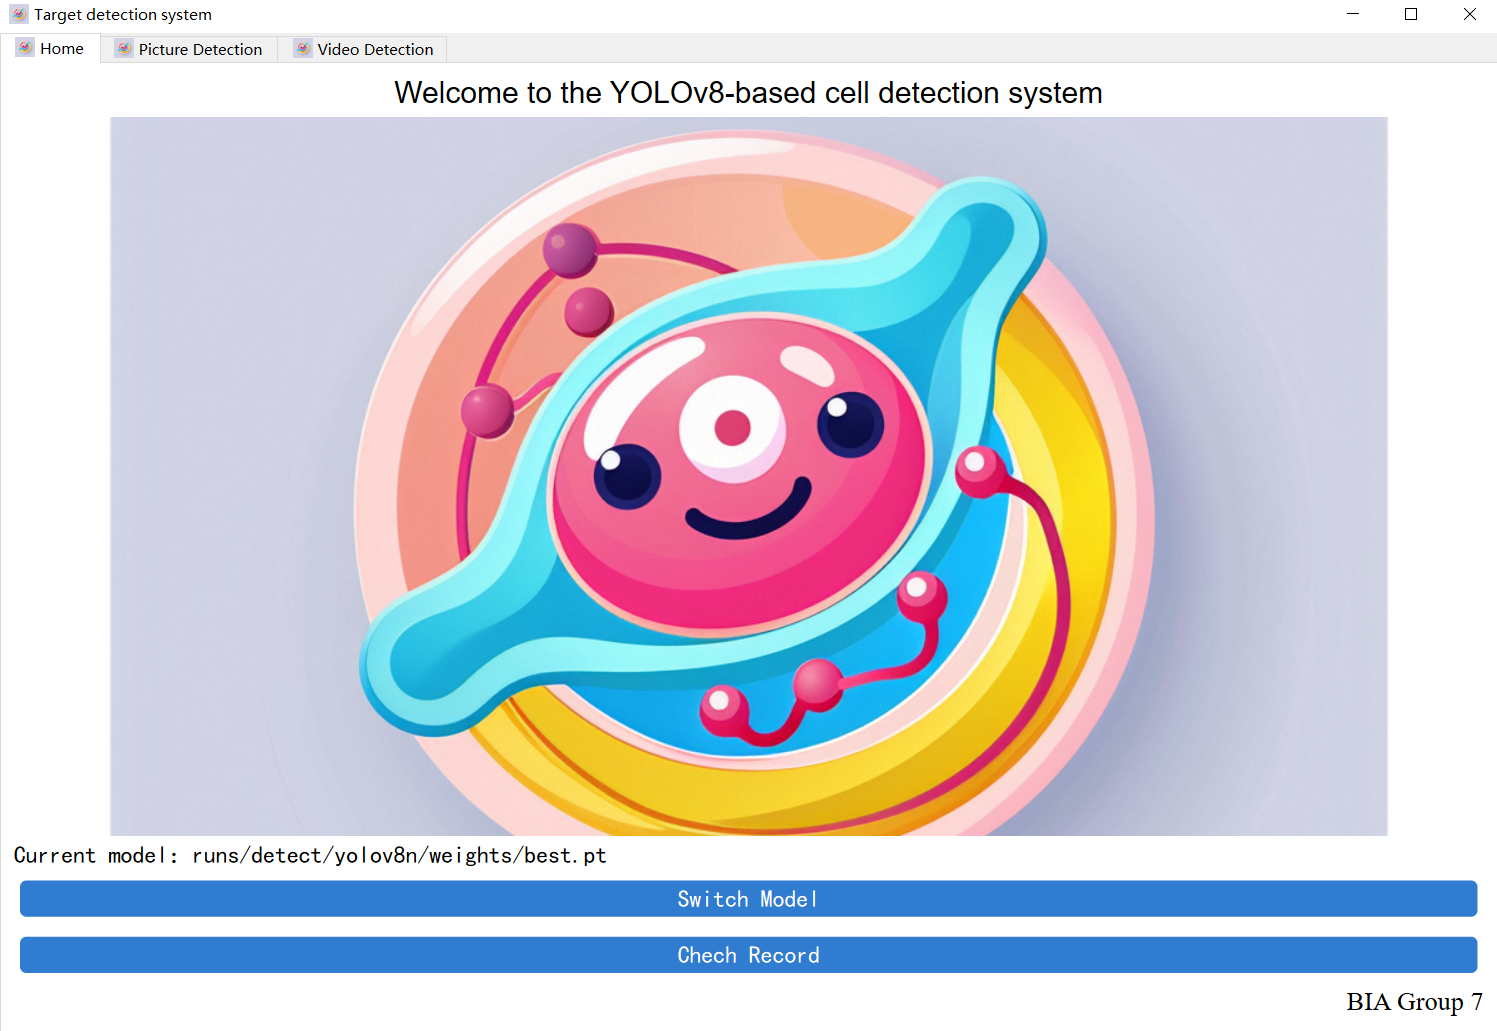 Target detection system
Home
Picture Detection
Video Detection
Welcome to the YOLOv8-based cell detection system
Current model: runs/detect/yolov8n/weights/best.pt
Switch Model
Chech Record
BIA Group 7